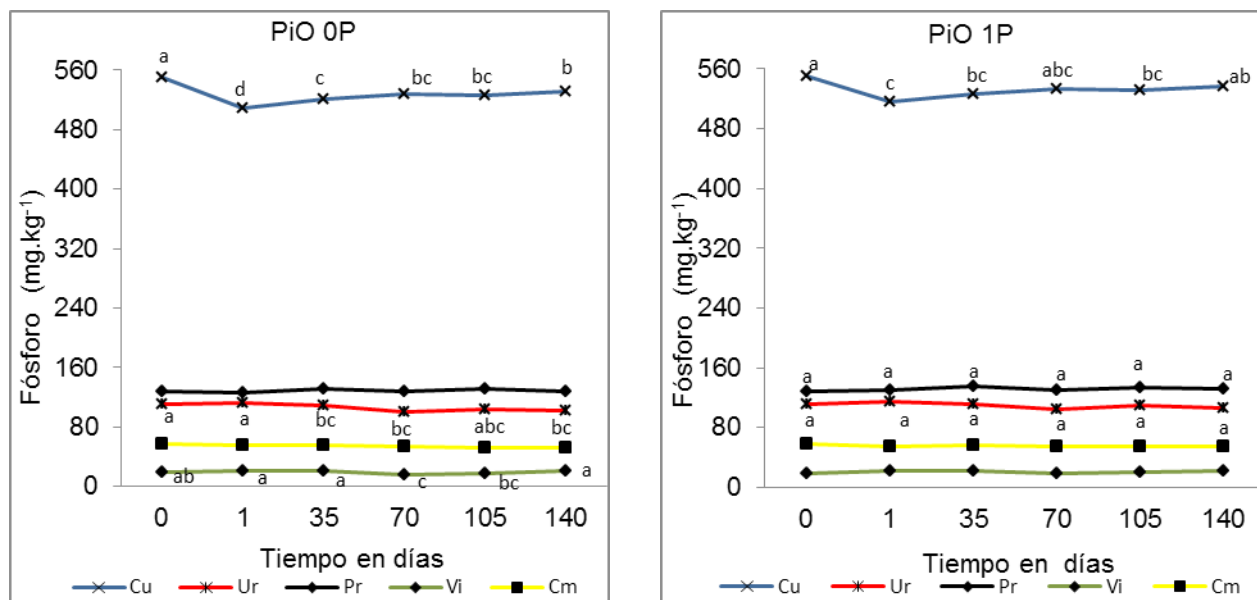 PiO 0P
a
d
c
bc
bc
b
560
480
400
320
240
160
80
0
Fósforo (mg.kg-1)
a
a
bc
bc
abc
bc
ab
a
a
c
bc
a
0 1 35 70 105 140
Tiempo en días
Cu Ur Pr Vi Cm
PiO 1P
a
c
bc
abc
bc
ab
560
480
400
320
240
160
80
0
Fósforo (mg.kg-1)
a a a a a a
a a a a a a
0 1 35 70 105 140
Tiempo en días
Cu Ur Pr Vi Cm